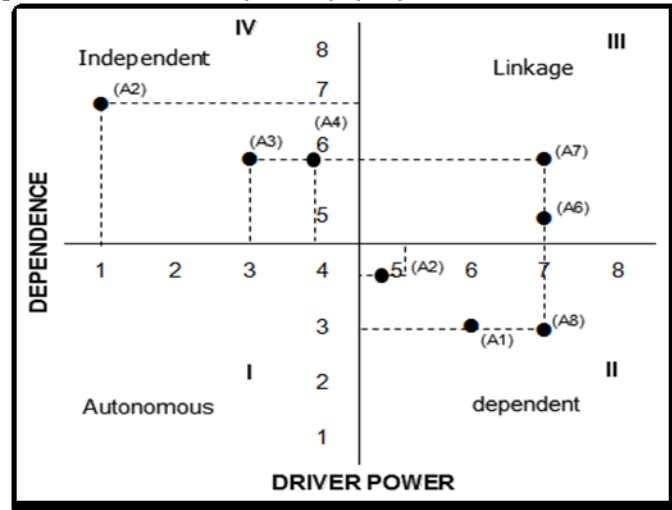 IV
III
Independent
8
Linkage
7
(A2)
(A4)
(A3)
6
(A7)
(A6)
5
DEPENDENCE
1 2 3 4 5 (A2) 6 7 8
3
(A8)
(A1)
I
2
II
Autonomous
dependent
1
DRIVER POWER